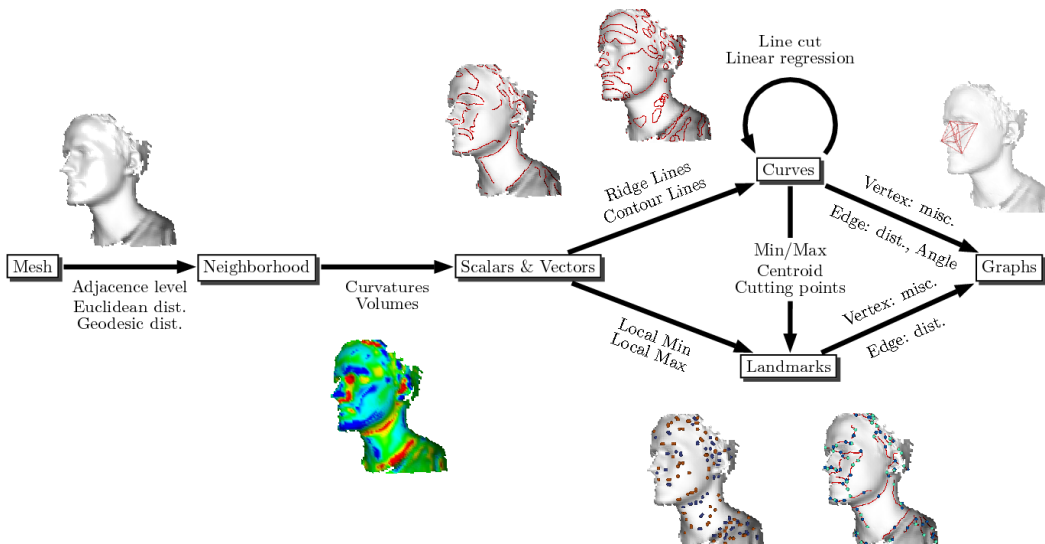 Line cut
Linear regression
Curves
Ridge Lines
Contour Lines
Vertex: misc.
Edge: dist., Angle
Mesh
Adjacence level
Euclidean dist.
Geodesic dist.
Neighborhood
Curvatures
Volumes
Scalars & Vectors
Min/Max
Centroid
Cutting points
Graphs
Local Min
Local Max
Vertex: misc.
Edge: dist.
Landmarks